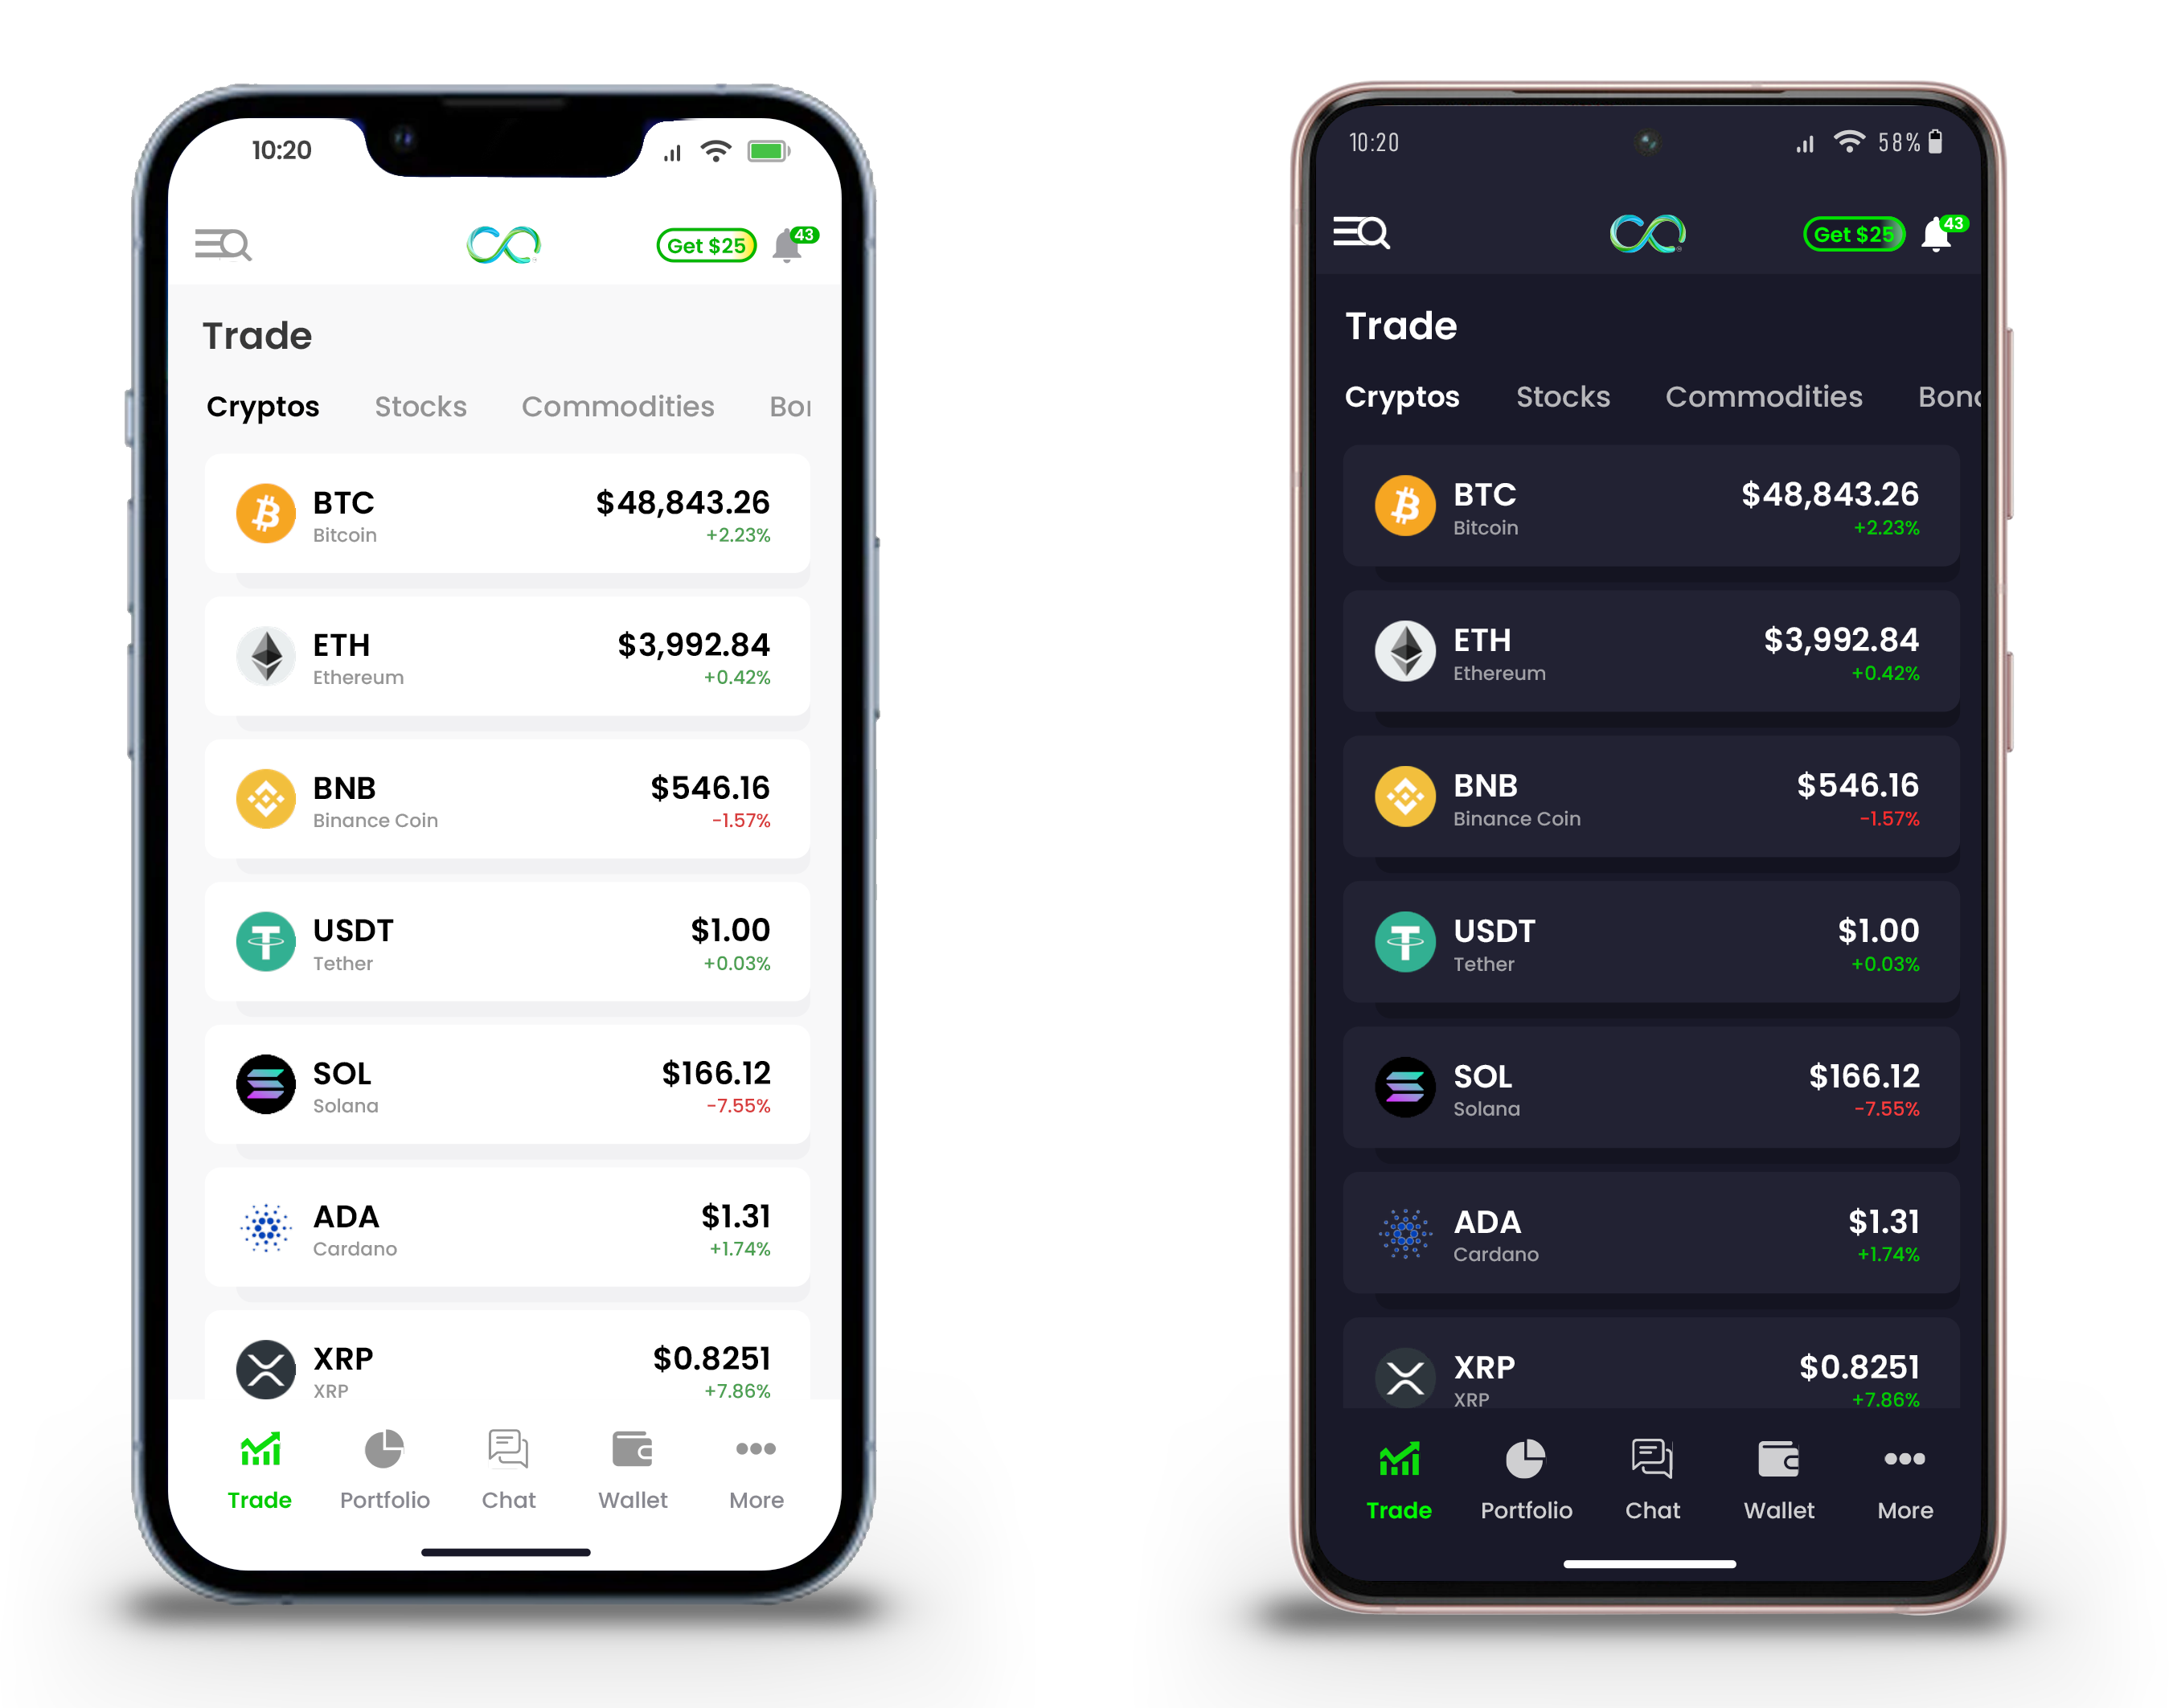 10:20
Get $25
43
Trade
Cryptos Stocks Commodities
BTC $48,843.26
Bitcoin +2.23%
ETH $3,992.84
Ethereum +0.42%
BNB $546.16
Binance Coin -1.57%
USDT $1.00
Tether +0.03%
SOL $166.12
Solana -7.55%
ADA $1.31
Cardano +1.74%
XRP $0.8251
XRP +7.86%
Trade Portfolio Chat Wallet More
10:20 58%
Get $25
43
Trade
Cryptos Stocks Commodities
BTC $48,843.26
Bitcoin +2.23%
ETH $3,992.84
Ethereum +0.42%
BNB $546.16
Binance Coin -1.57%
USDT $1.00
Tether +0.03%
SOL $166.12
Solana -7.55%
ADA $1.31
Cardano +1.74%
XRP $0.8251
XRP +7.86%
Trade Portfolio Chat Wallet More